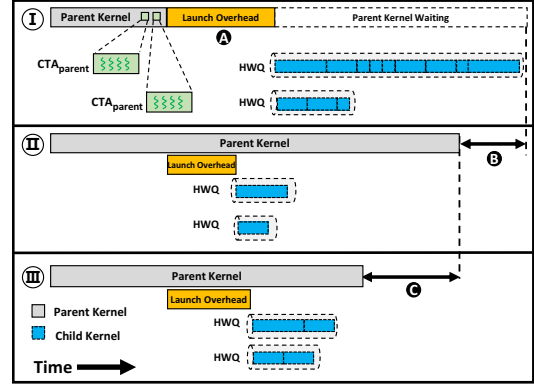 I Parent Kernel Launch Overhead Parent Kernel Waiting
A
CTAparent
HWQ
CTAparent
HWQ
II Parent Kernel
Launch Overhead
B
HWQ
HWQ
III Parent Kernel
C
Launch Overhead
Parent Kernel
HWQ
Child Kernel
HWQ
Time